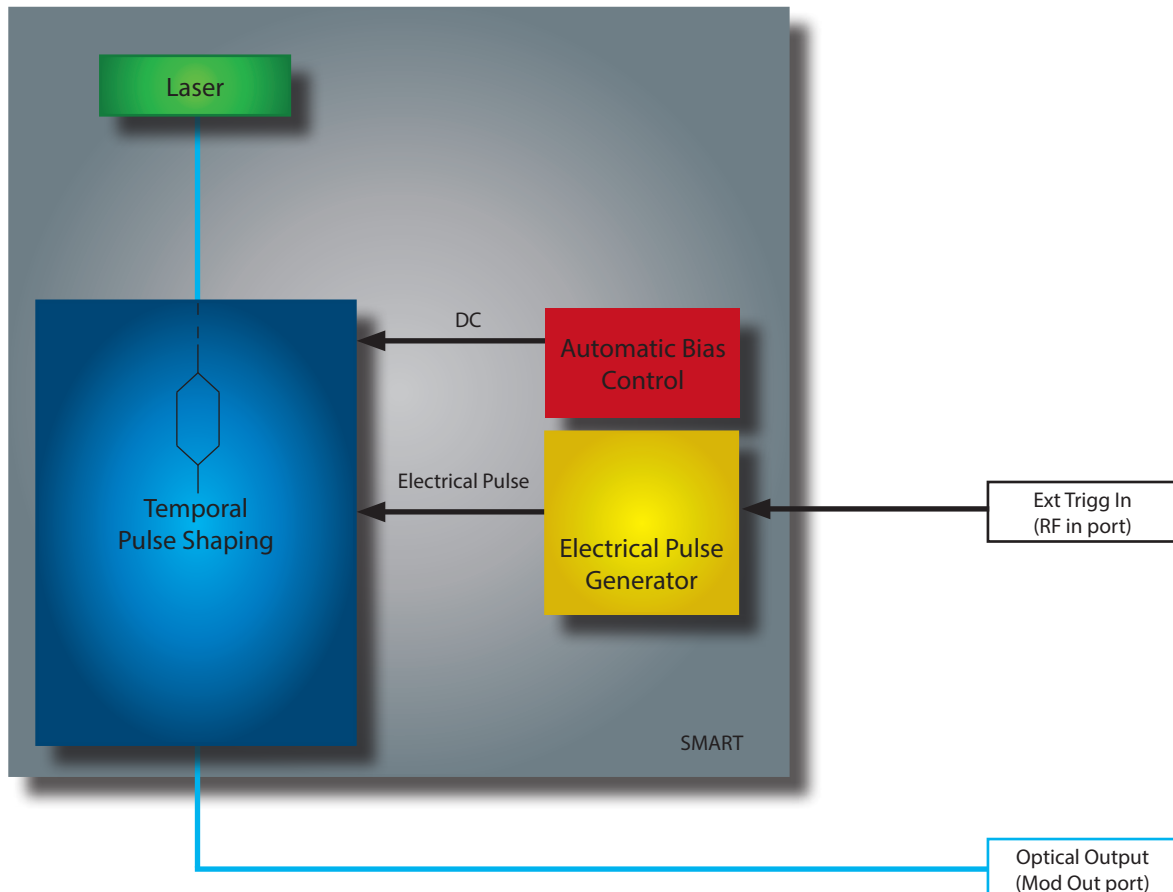 Laser
DC
Automatic Bias
Control
Electrical Pulse
Temporal
Pulse Shaping
Electrical Pulse
Generator
Ext Trigg In
(RF in port)
SMART
Optical Output
(Mod Out port)